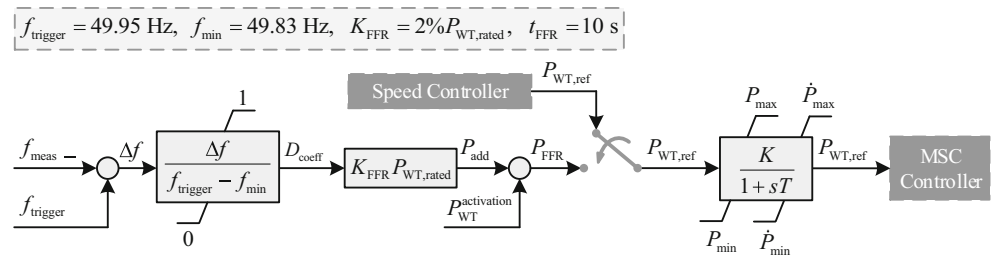 f_trigger = 49.95 Hz, f_min = 49.83 Hz, K_FFR = 2%P_WT,rated, t_FFR = 10 s
Speed Controller
P_WT,ref
1
f_meas
−
Δf
f_trigger
Δf
f_trigger − f_min
0
D_coeff
K_FFR P_WT,rated
P_add
P_WT^activation
P_FFR
P_WT,ref
P_max
Ṗ_max
K
1 + sT
P_min
Ṗ_min
P_WT,ref
MSC
Controller